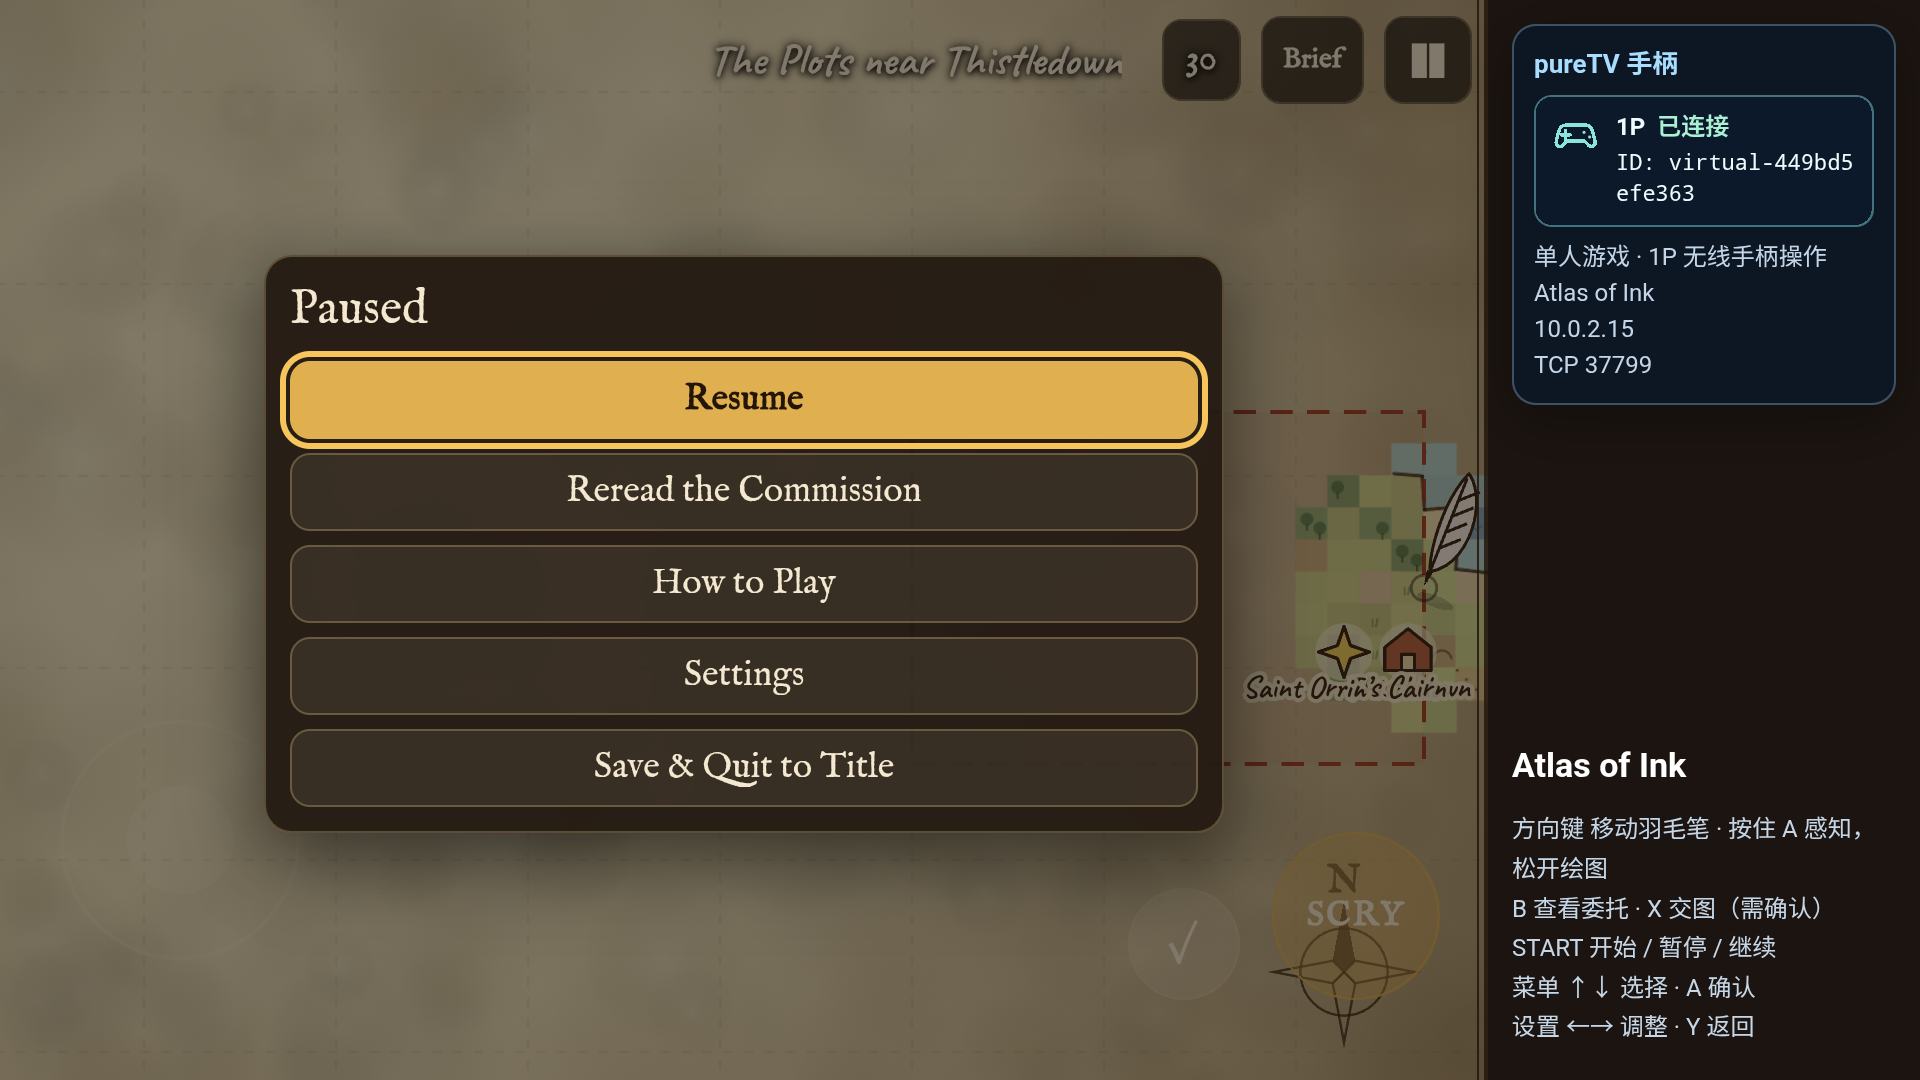 The Plots near Thistledown
30
Brief
Paused
Resume
Reread the Commission
How to Play
Settings
Save & Quit to Title
Saint Orrin's Cairn
N
SCRY
pureTV 手柄
1P 已连接
ID: virtual-449bd5
efe363
单人游戏 · 1P 无线手柄操作
Atlas of Ink
10.0.2.15
TCP 37799
Atlas of Ink
方向键 移动羽毛笔 · 按住 A 感知，
松开绘图
B 查看委托 · X 交图（需确认）
START 开始 / 暂停 / 继续
菜单 ↑↓ 选择 · A 确认
设置 ←→ 调整 · Y 返回